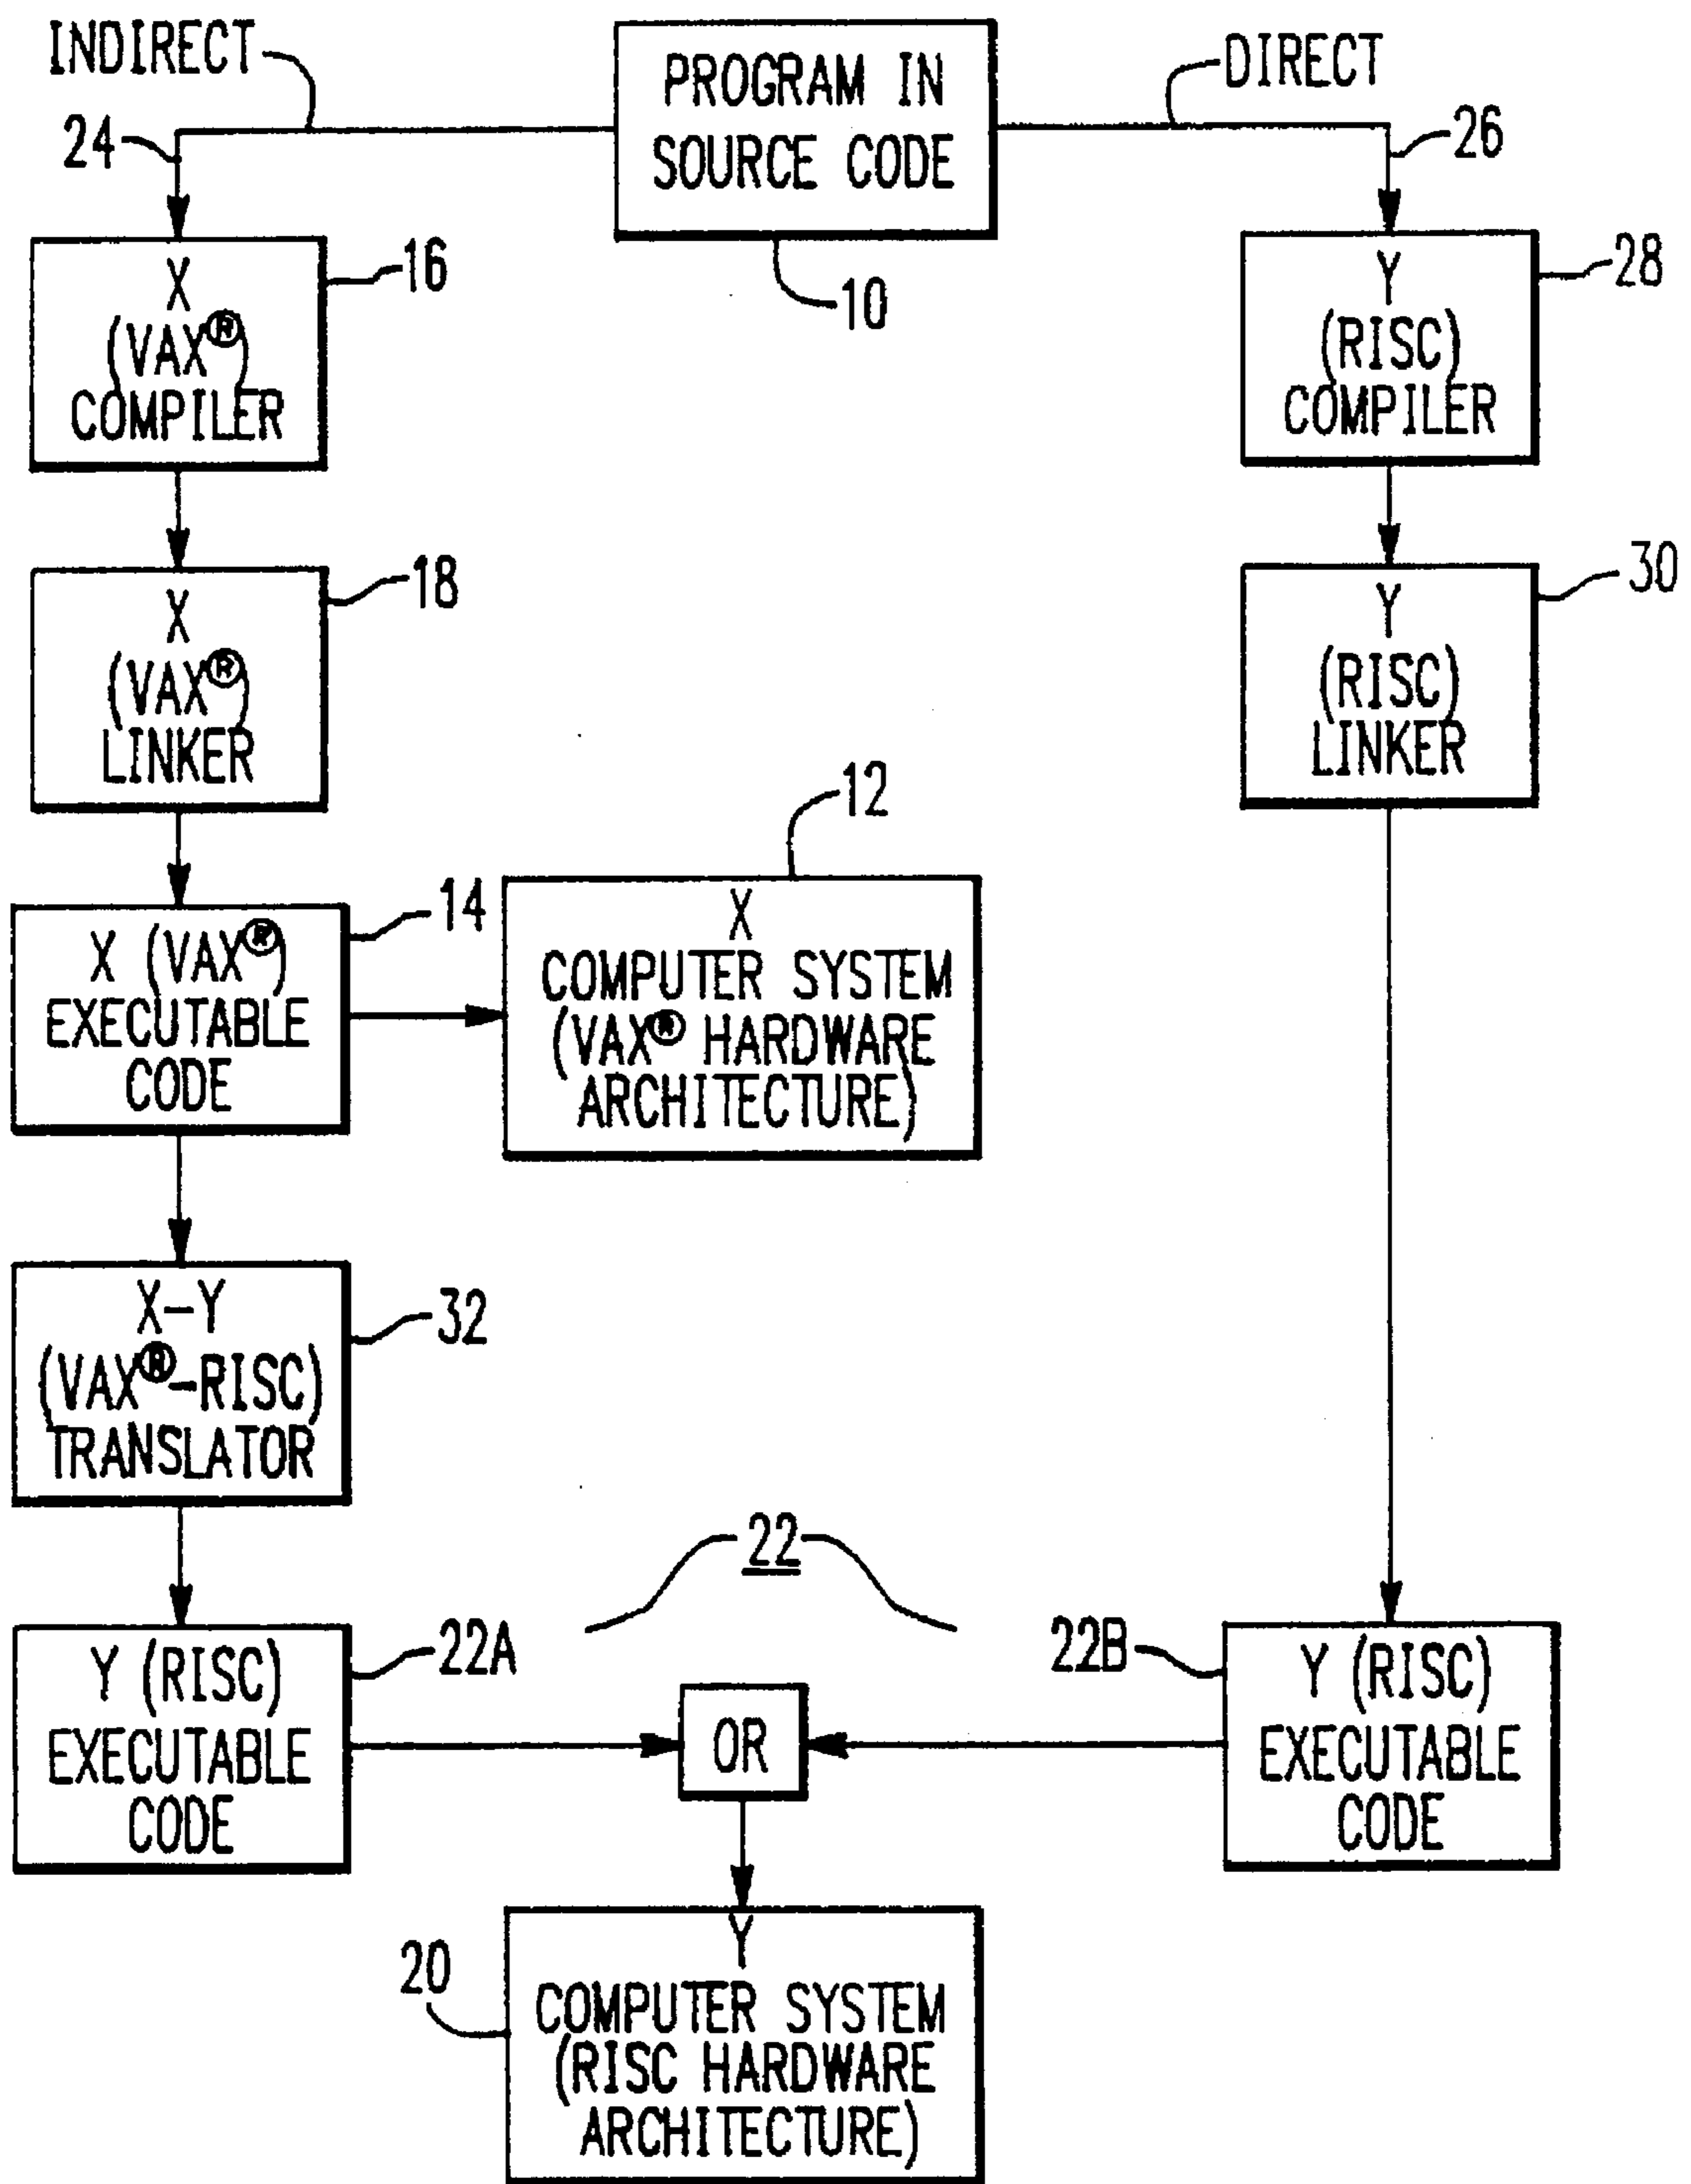 INDIRECT
PROGRAM IN
SOURCE CODE
DIRECT
24
26
10
X
(VAX®)
COMPILER
16
Y
(RISC)
COMPILER
28
X
(VAX®)
LINKER
18
Y
(RISC)
LINKER
30
12
X (VAX®)
EXECUTABLE
CODE
14
X
COMPUTER SYSTEM
(VAX® HARDWARE
ARCHITECTURE)
X-Y
(VAX®-RISC)
TRANSLATOR
32
22
Y (RISC)
EXECUTABLE
CODE
22A
OR
22B
Y (RISC)
EXECUTABLE
CODE
20
Y
COMPUTER SYSTEM
(RISC HARDWARE
ARCHITECTURE)